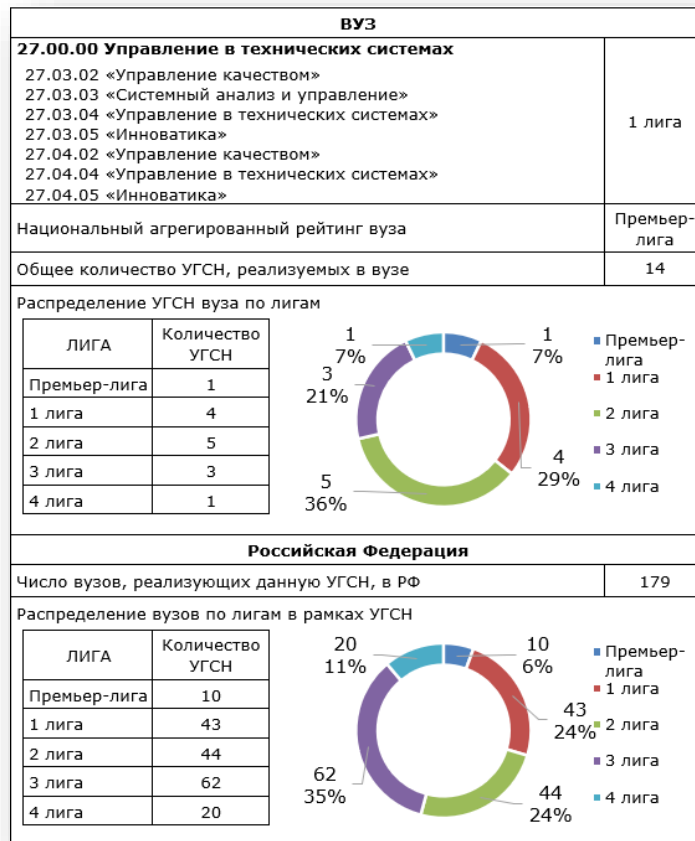 ВУЗ
27.00.00 Управление в технических системах
27.03.02 «Управление качеством»
27.03.03 «Системный анализ и управление»
27.03.04 «Управление в технических системах»
27.03.05 «Инноватика»
27.04.02 «Управление качеством»
27.04.04 «Управление в технических системах»
27.04.05 «Инноватика»
1 лига
Национальный агрегированный рейтинг вуза
Премьер-
лига
Общее количество УГСН, реализуемых в вузе
14
Распределение УГСН вуза по лигам
ЛИГА
Количество
УГСН
Премьер-лига 1
1 лига 4
2 лига 5
3 лига 3
4 лига 1
1
7%
1
7%
3
21%
4
29%
5
36%
Премьер-
лига
1 лига
2 лига
3 лига
4 лига
Российская Федерация
Число вузов, реализующих данную УГСН, в РФ
179
Распределение вузов по лигам в рамках УГСН
ЛИГА
Количество
УГСН
Премьер-лига 10
1 лига 43
2 лига 44
3 лига 62
4 лига 20
20
11%
10
6%
43
24%
62
35%
44
24%
Премьер-
лига
1 лига
2 лига
3 лига
4 лига